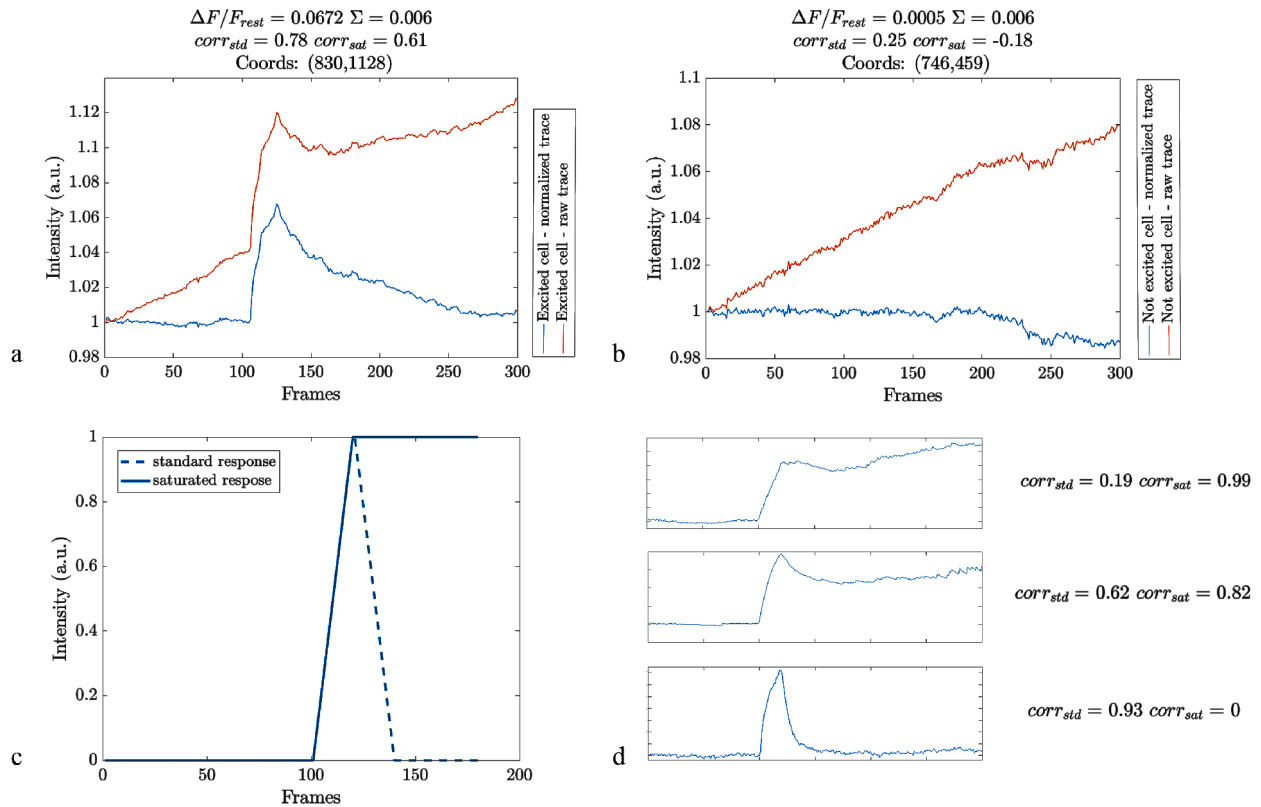 ΔF/F_rest = 0.0672 Σ = 0.006
corr_std = 0.78 corr_sat = 0.61
Coords: (830,1128)
1.12
1.1
1.08
1.06
1.04
1.02
1
0.98
0
50
100
150
200
250
300
Intensity (a.u.)
Frames
Excited cell - normalized trace
Excited cell - raw trace
a
ΔF/F_rest = 0.0005 Σ = 0.006
corr_std = 0.25 corr_sat = -0.18
Coords: (746,459)
1.1
1.08
1.06
1.04
1.02
1
0.98
0
50
100
150
200
250
300
Intensity (a.u.)
Frames
Not excited cell - normalized trace
Not excited cell - raw trace
b
1
0.8
0.6
0.4
0.2
0
0
50
100
150
200
Intensity (a.u.)
Frames
standard response
saturated respose
c
corr_std = 0.19 corr_sat = 0.99
corr_std = 0.62 corr_sat = 0.82
corr_std = 0.93 corr_sat = 0
d